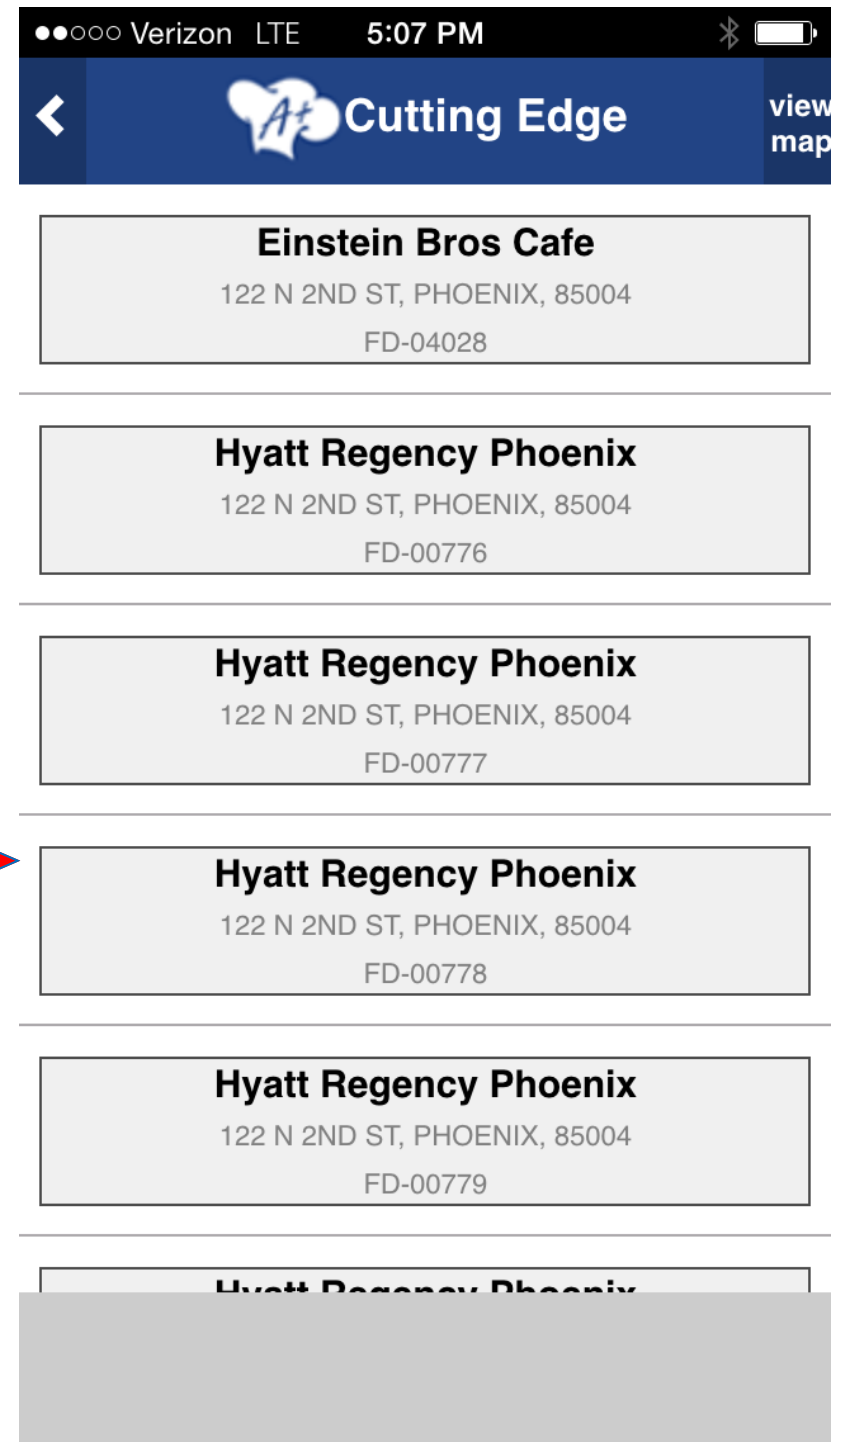 Verizon LTE 5:07 PM
A+ Cutting Edge
view
map
Einstein Bros Cafe
122 N 2ND ST, PHOENIX, 85004
FD-04028
Hyatt Regency Phoenix
122 N 2ND ST, PHOENIX, 85004
FD-00776
Hyatt Regency Phoenix
122 N 2ND ST, PHOENIX, 85004
FD-00777
Hyatt Regency Phoenix
122 N 2ND ST, PHOENIX, 85004
FD-00778
Hyatt Regency Phoenix
122 N 2ND ST, PHOENIX, 85004
FD-00779
Hyatt Regency Phoenix